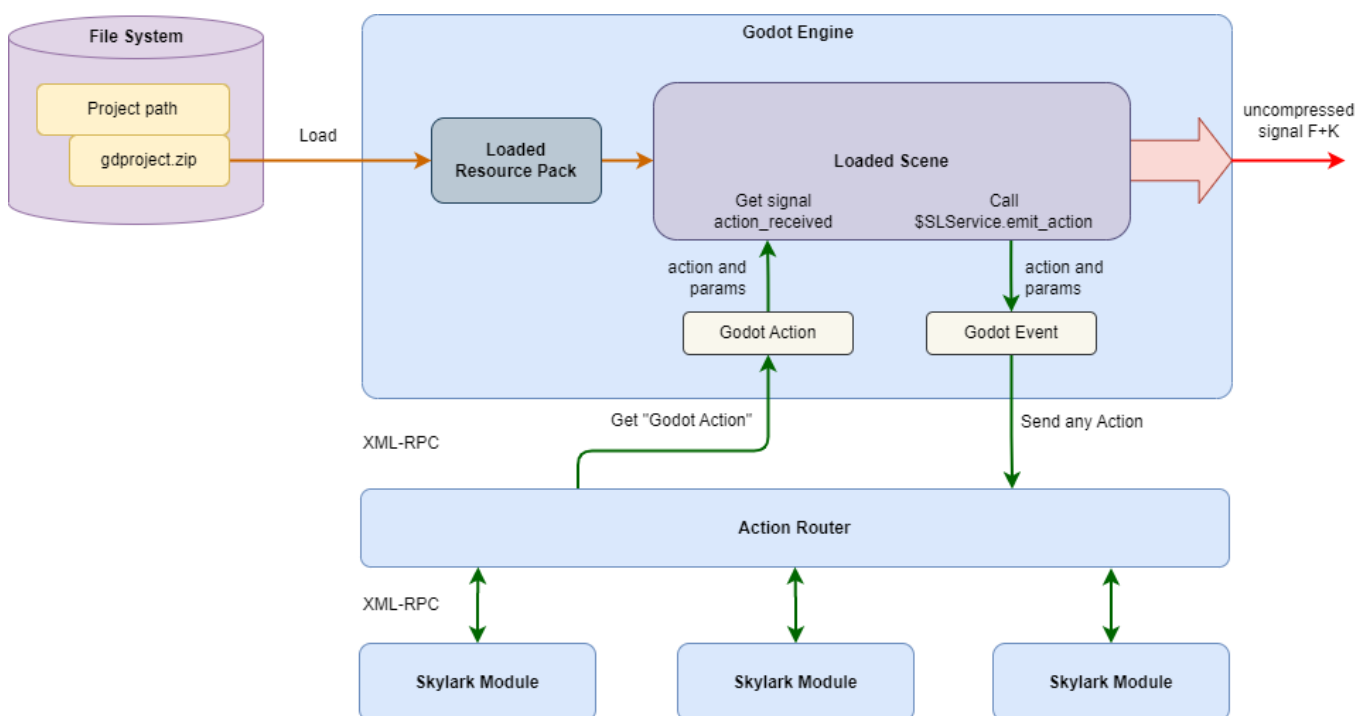 File System
Project path
gdproject.zip
Load
Godot Engine
Loaded
Resource Pack
Loaded Scene
Get signal
action_received
Call
$SLService.emit_action
uncompressed
signal F+K
action and
params
action and
params
Godot Action
Godot Event
Get "Godot Action"
Send any Action
XML-RPC
Action Router
XML-RPC
Skylark Module
Skylark Module
Skylark Module